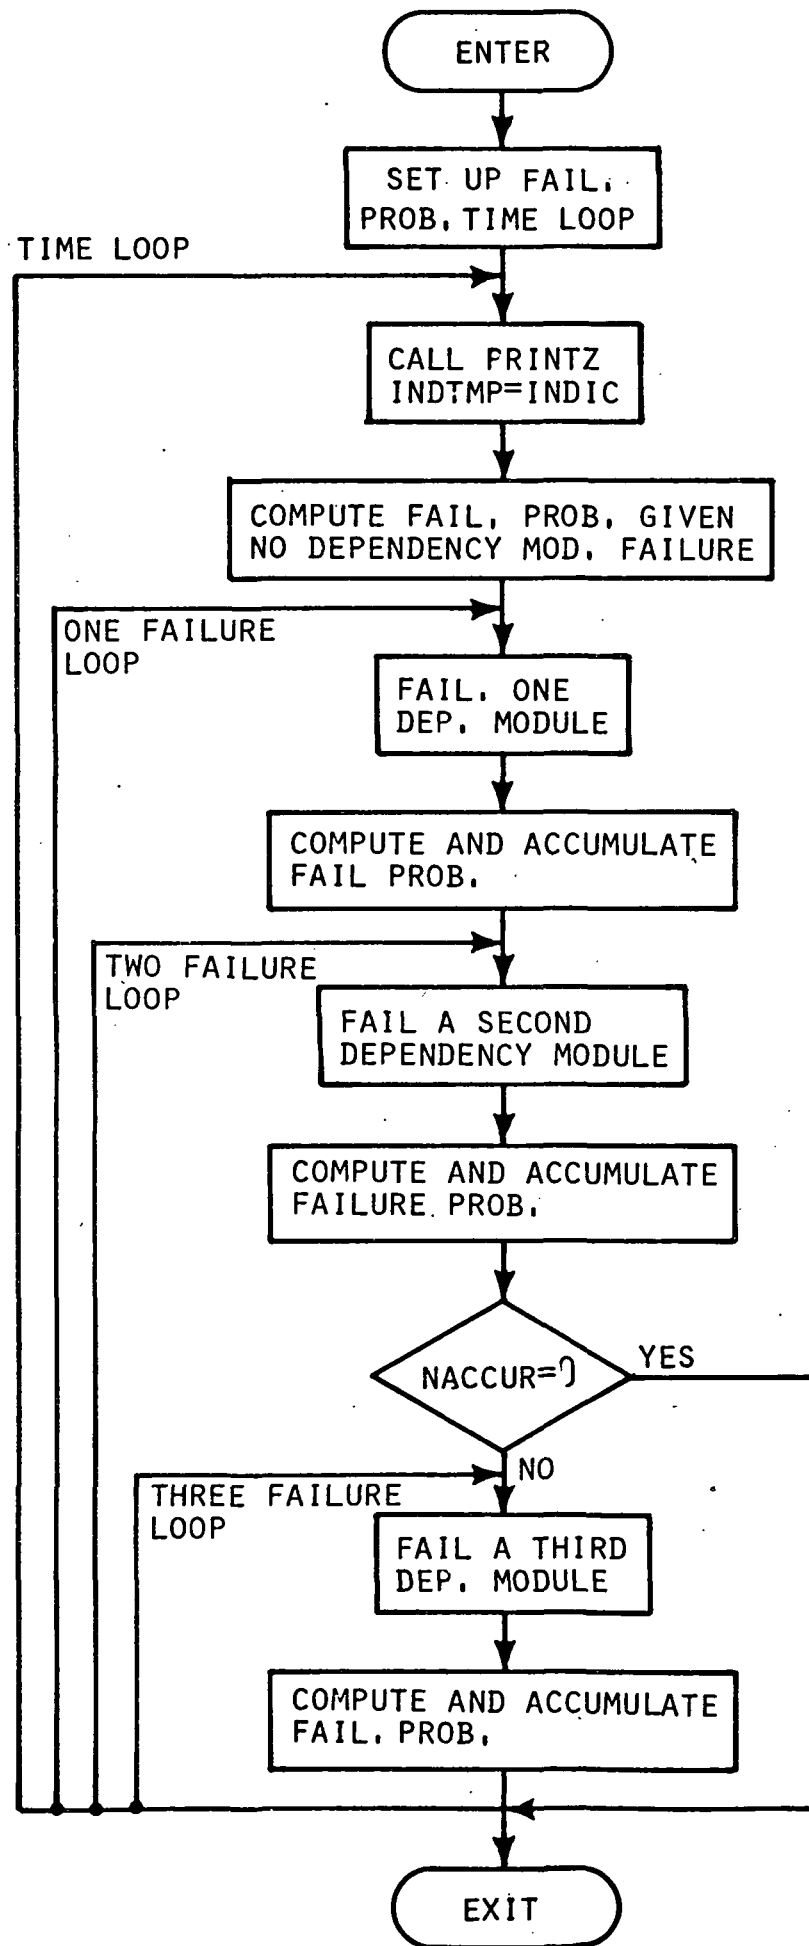 ENTER
SET UP FAIL.
PROB. TIME LOOP
TIME LOOP
CALL PRINTZ
INDTMP=INDIC
COMPUTE FAIL. PROB. GIVEN
NO DEPENDENCY MOD. FAILURE
ONE FAILURE
LOOP
FAIL. ONE
DEP. MODULE
COMPUTE AND ACCUMULATE
FAIL PROB.
TWO FAILURE
LOOP
FAIL A SECOND
DEPENDENCY MODULE
COMPUTE AND ACCUMULATE
FAILURE PROB.
NACCUR=0
YES
NO
THREE FAILURE
LOOP
FAIL A THIRD
DEP. MODULE
COMPUTE AND ACCUMULATE
FAIL. PROB.
EXIT